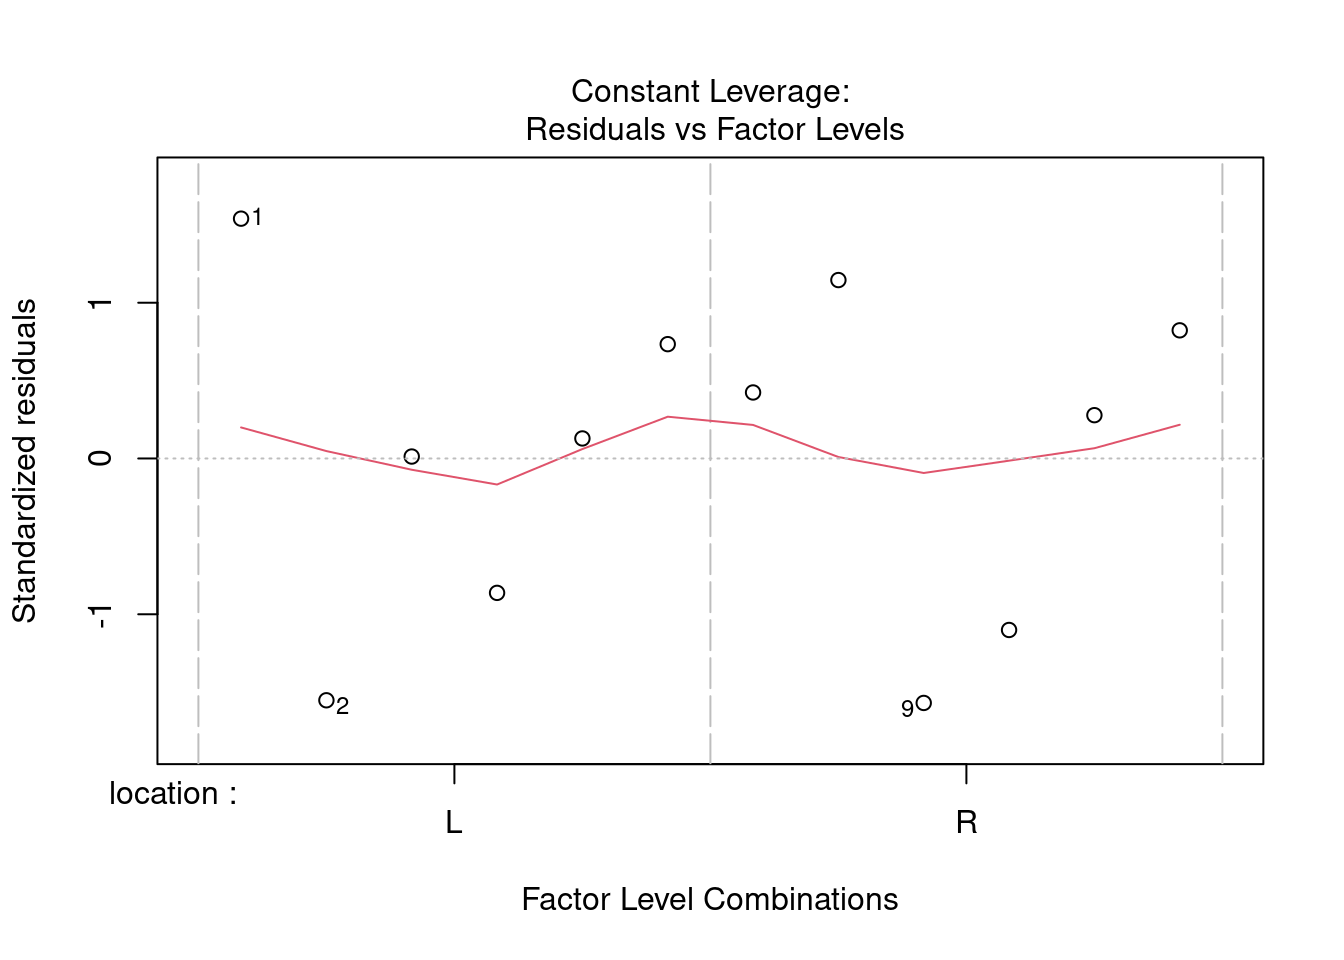 Constant Leverage:
Residuals vs Factor Levels
Standardized residuals
1
0
-1
1
2
9
location :
L
R
Factor Level Combinations